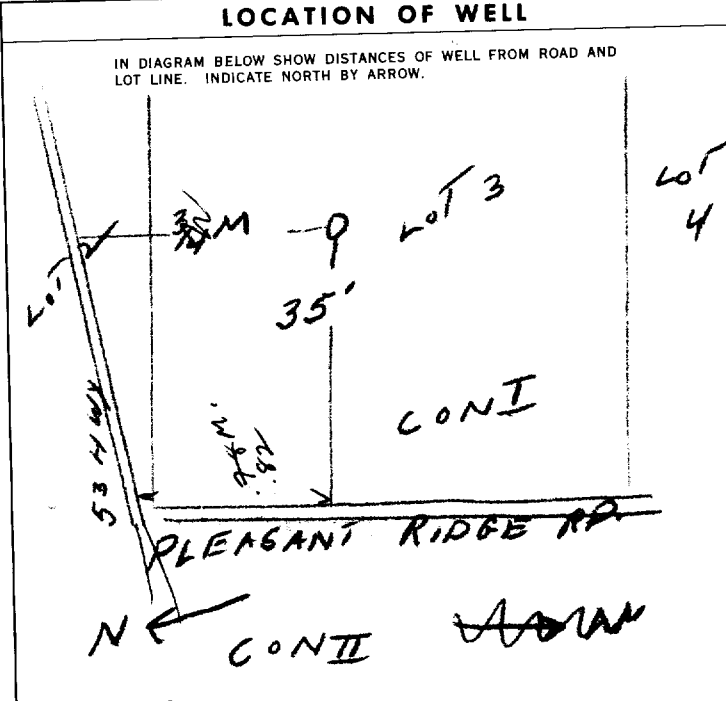 LOCATION OF WELL
IN DIAGRAM BELOW SHOW DISTANCES OF WELL FROM ROAD AND
LOT LINE. INDICATE NORTH BY ARROW.
LOT 2
M
LOT 3
LOT
4
35'
CON I
53 HWY
PLEASANT RIDGE RD.
N
CON II